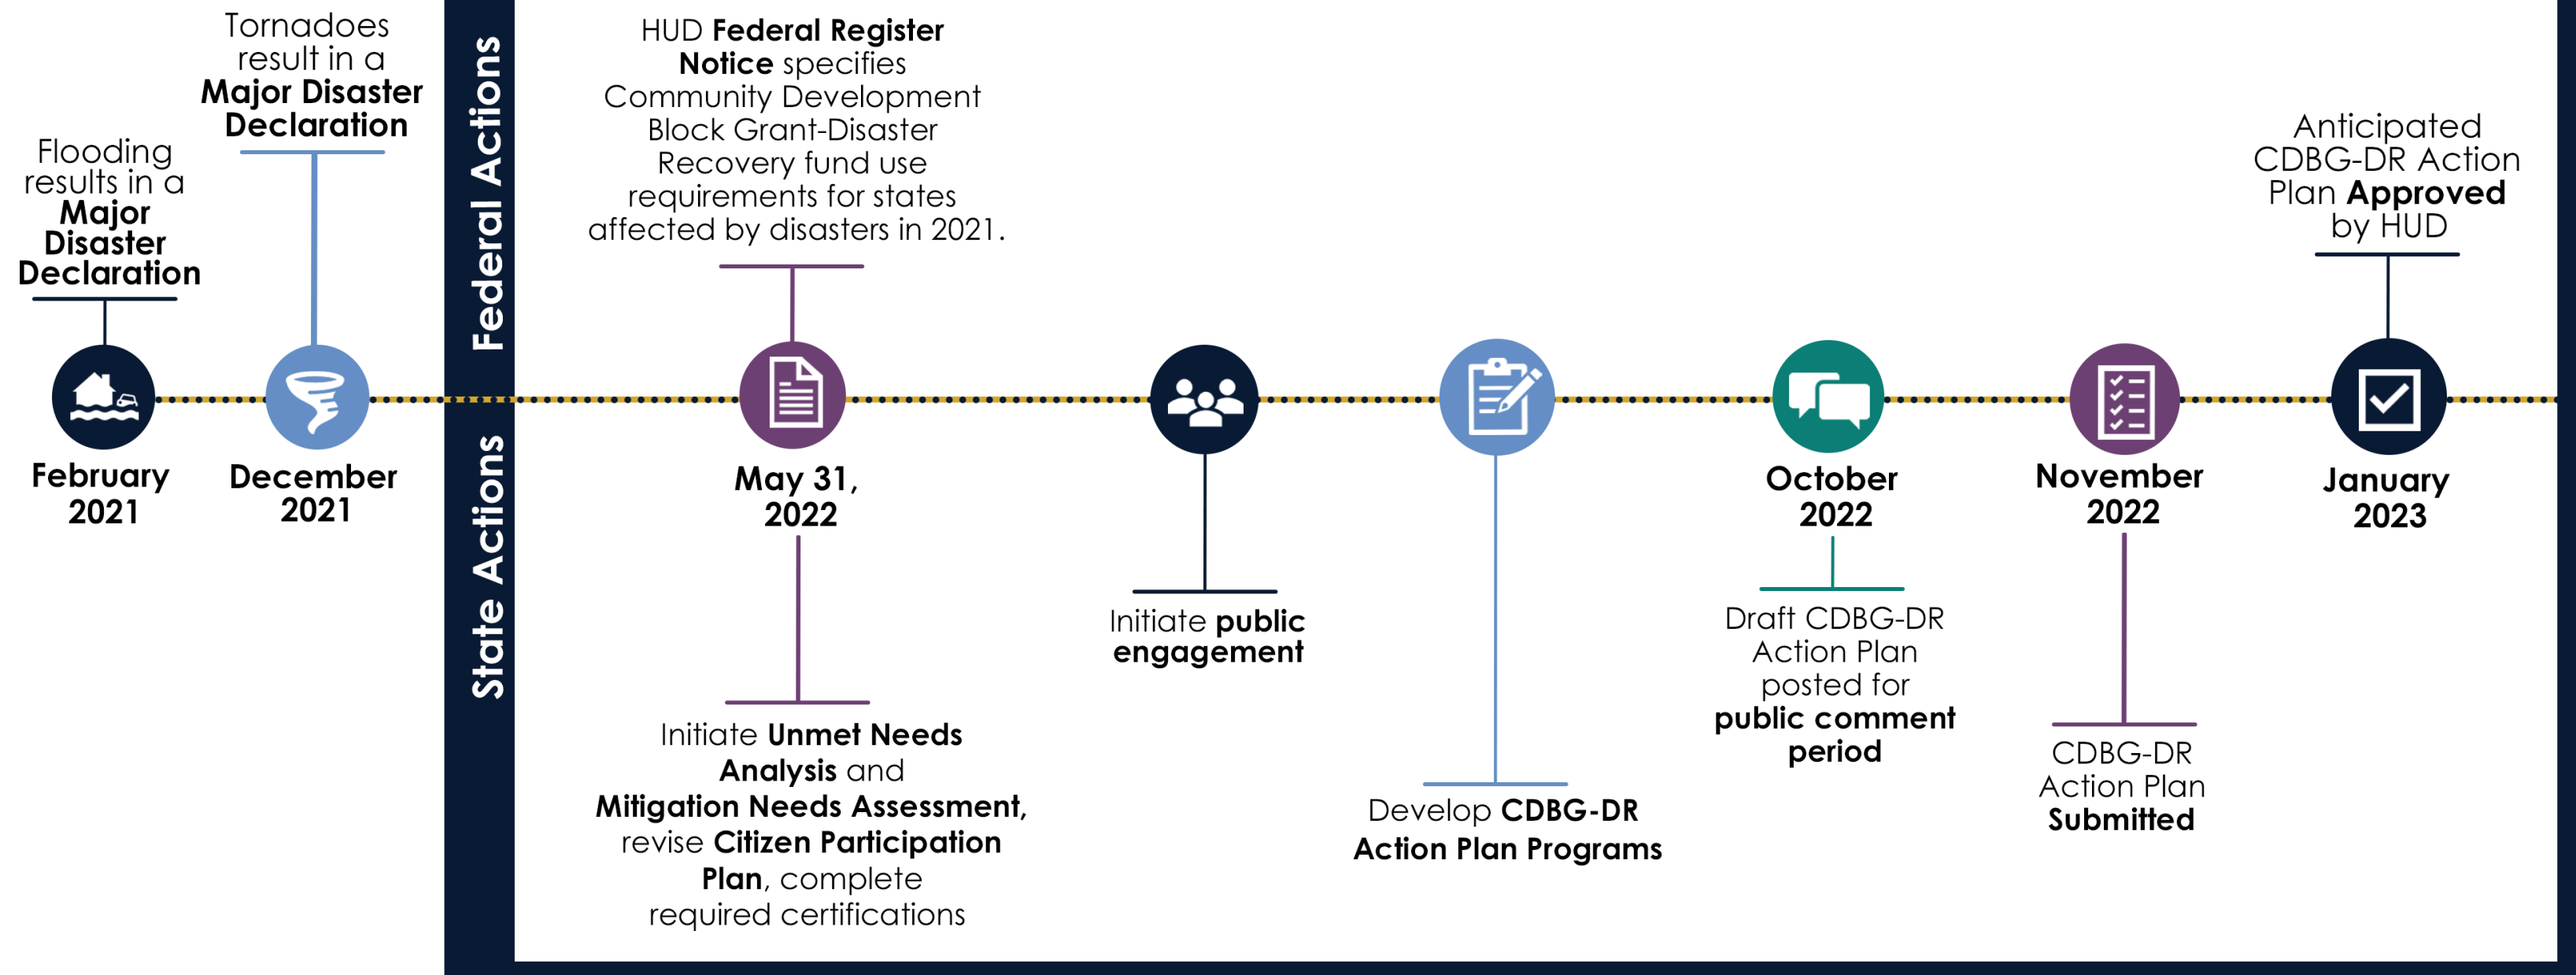 Flooding
results in a
Major
Disaster
Declaration
February
2021
Tornadoes
result in a
Major Disaster
Declaration
December
2021
Federal Actions
State Actions
HUD Federal Register
Notice specifies
Community Development
Block Grant-Disaster
Recovery fund use
requirements for states
affected by disasters in 2021.
May 31,
2022
Initiate Unmet Needs
Analysis and
Mitigation Needs Assessment,
revise Citizen Participation
Plan, complete
required certifications
Initiate public
engagement
Develop CDBG-DR
Action Plan Programs
October
2022
Draft CDBG-DR
Action Plan
posted for
public comment
period
November
2022
CDBG-DR
Action Plan
Submitted
Anticipated
CDBG-DR Action
Plan Approved
by HUD
January
2023